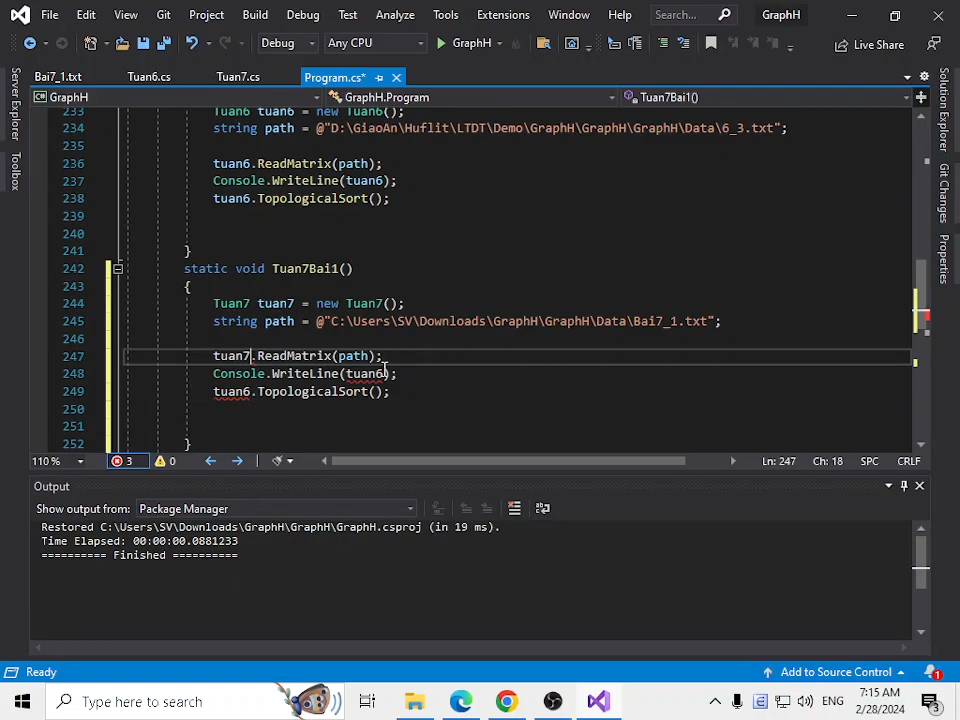 File Edit View Git Project Build Debug Test Analyze Tools Extensions Window Help Search... GraphH
Debug Any CPU GraphH Live Share
Bai7_1.txt Tuan6.cs Tuan7.cs Program.cs*
GraphH GraphH.Program Tuan7Bai1()
Server Explorer
Toolbox
233 Tuan6 tuan6 = new Tuan6();
234 string path = @"D:\GiaoAn\Huflit\LTDT\Demo\GraphH\GraphH\GraphH\Data\6_3.txt";
235
236 tuan6.ReadMatrix(path);
237 Console.WriteLine(tuan6);
238 tuan6.TopologicalSort();
239
240
241 }
242 static void Tuan7Bai1()
243 {
244 Tuan7 tuan7 = new Tuan7();
245 string path = @"C:\Users\SV\Downloads\GraphH\GraphH\Data\Bai7_1.txt";
246
247 tuan7.ReadMatrix(path);
248 Console.WriteLine(tuan6);
249 tuan6.TopologicalSort();
250
251
252 }
Solution Explorer
Git Changes
Properties
110 % 3 0 Ln: 247 Ch: 18 SPC CRLF
Output
Show output from: Package Manager
Restored C:\Users\SV\Downloads\GraphH\GraphH\GraphH.csproj (in 19 ms).
Time Elapsed: 00:00:00.0881233
========== Finished ==========
Ready Add to Source Control 1
Type here to search ENG 7:15 AM
2/28/2024 3